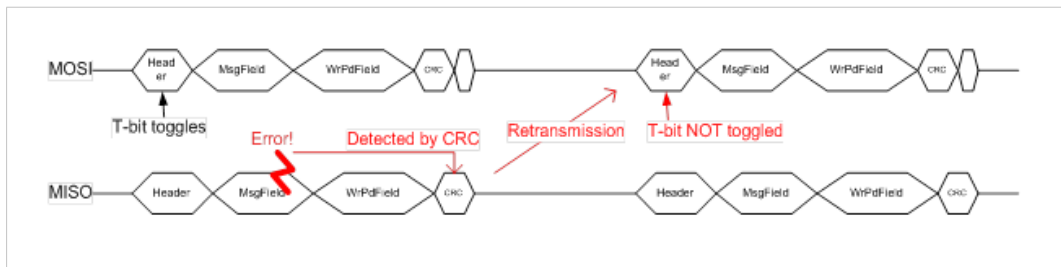 MOSI
Head
er
MsgField
WrPdField
CRC
Head
er
MsgField
WrPdField
CRC
T-bit toggles
Error!
Detected by CRC
Retransmission
T-bit NOT toggled
MISO
Header
MsgField
WrPdField
CRC
Header
MsgField
WrPdField
CRC